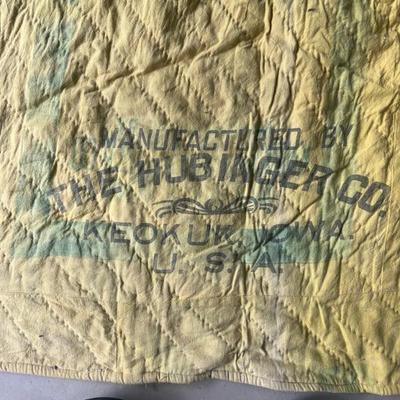 MANUFACTURED BY
THE HUBINGER CO.
KEOKUK, IOWA.
U. S. A.